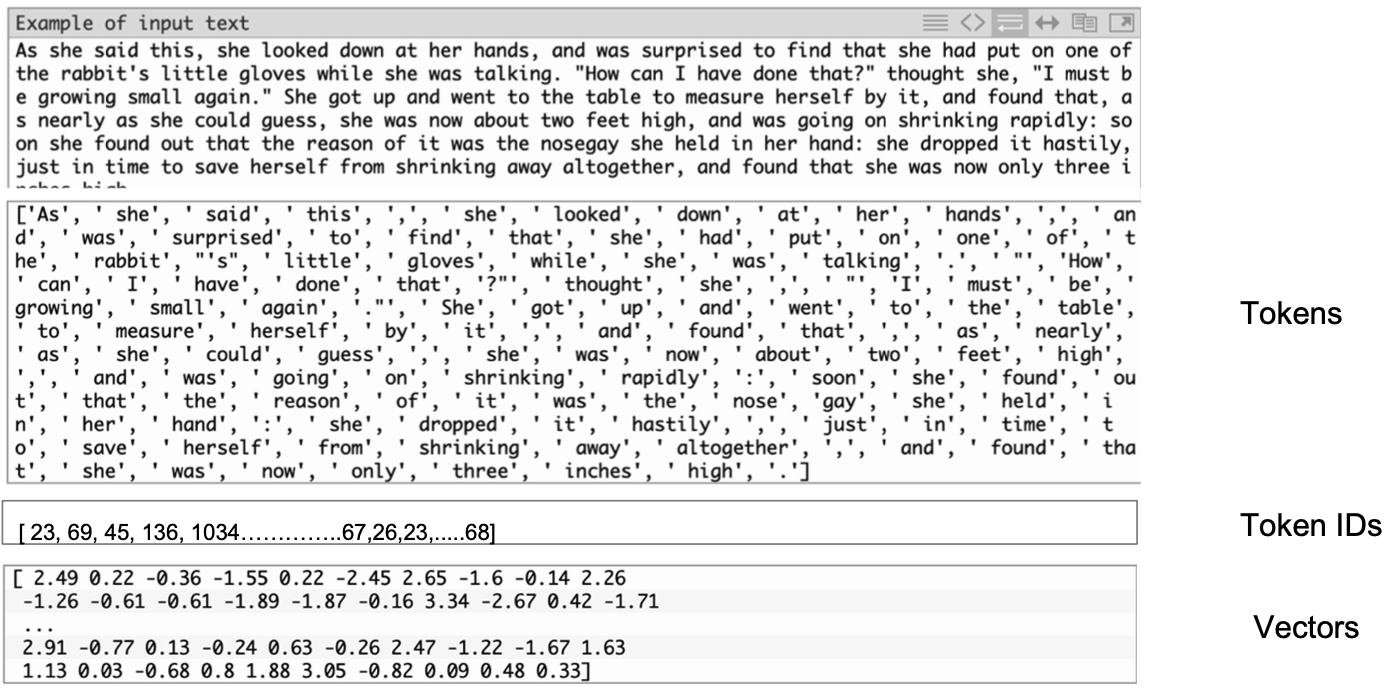 Example of input text
As she said this, she looked down at her hands, and was surprised to find that she had put on one of
the rabbit's little gloves while she was talking. "How can I have done that?" thought she, "I must b
e growing small again." She got up and went to the table to measure herself by it, and found that, a
s nearly as she could guess, she was now about two feet high, and was going on shrinking rapidly: so
on she found out that the reason of it was the nosegay she held in her hand: she dropped it hastily,
just in time to save herself from shrinking away altogether, and found that she was now only three i
nches high
['As', ' she', ' said', ' this', ',', ' she', ' looked', ' down', ' at', ' her', ' hands', ',', ' an
d', ' was', ' surprised', ' to', ' find', ' that', ' she', ' had', ' put', ' on', ' one', ' of', ' t
he', ' rabbit', "'s", ' little', ' gloves', ' while', ' she', ' was', ' talking', '.', ' "', 'How',
' can', ' I', ' have', ' done', ' that', '?"', ' thought', ' she', ',', ' "', 'I', ' must', ' be', '
growing', ' small', ' again', '."', ' She', ' got', ' up', ' and', ' went', ' to', ' the', ' table',
' to', ' measure', ' herself', ' by', ' it', ',', ' and', ' found', ' that', ',', ' as', ' nearly',
' as', ' she', ' could', ' guess', ',', ' she', ' was', ' now', ' about', ' two', ' feet', ' high',
',', ' and', ' was', ' going', ' on', ' shrinking', ' rapidly', ':', ' soon', ' she', ' found', ' ou
t', ' that', ' the', ' reason', ' of', ' it', ' was', ' the', ' nose', 'gay', ' she', ' held', ' i
n', ' her', ' hand', ':', ' she', ' dropped', ' it', ' hastily', ',', ' just', ' in', ' time', ' t
o', ' save', ' herself', ' from', ' shrinking', ' away', ' altogether', ',', ' and', ' found', ' tha
t', ' she', ' was', ' now', ' only', ' three', ' inches', ' high', '.']
Tokens
[ 23, 69, 45, 136, 1034…………..67,26,23,.....68]
Token IDs
[ 2.49 0.22 -0.36 -1.55 0.22 -2.45 2.65 -1.6 -0.14 2.26
-1.26 -0.61 -0.61 -1.89 -1.87 -0.16 3.34 -2.67 0.42 -1.71
...
2.91 -0.77 0.13 -0.24 0.63 -0.26 2.47 -1.22 -1.67 1.63
1.13 0.03 -0.68 0.8 1.88 3.05 -0.82 0.09 0.48 0.33]
Vectors